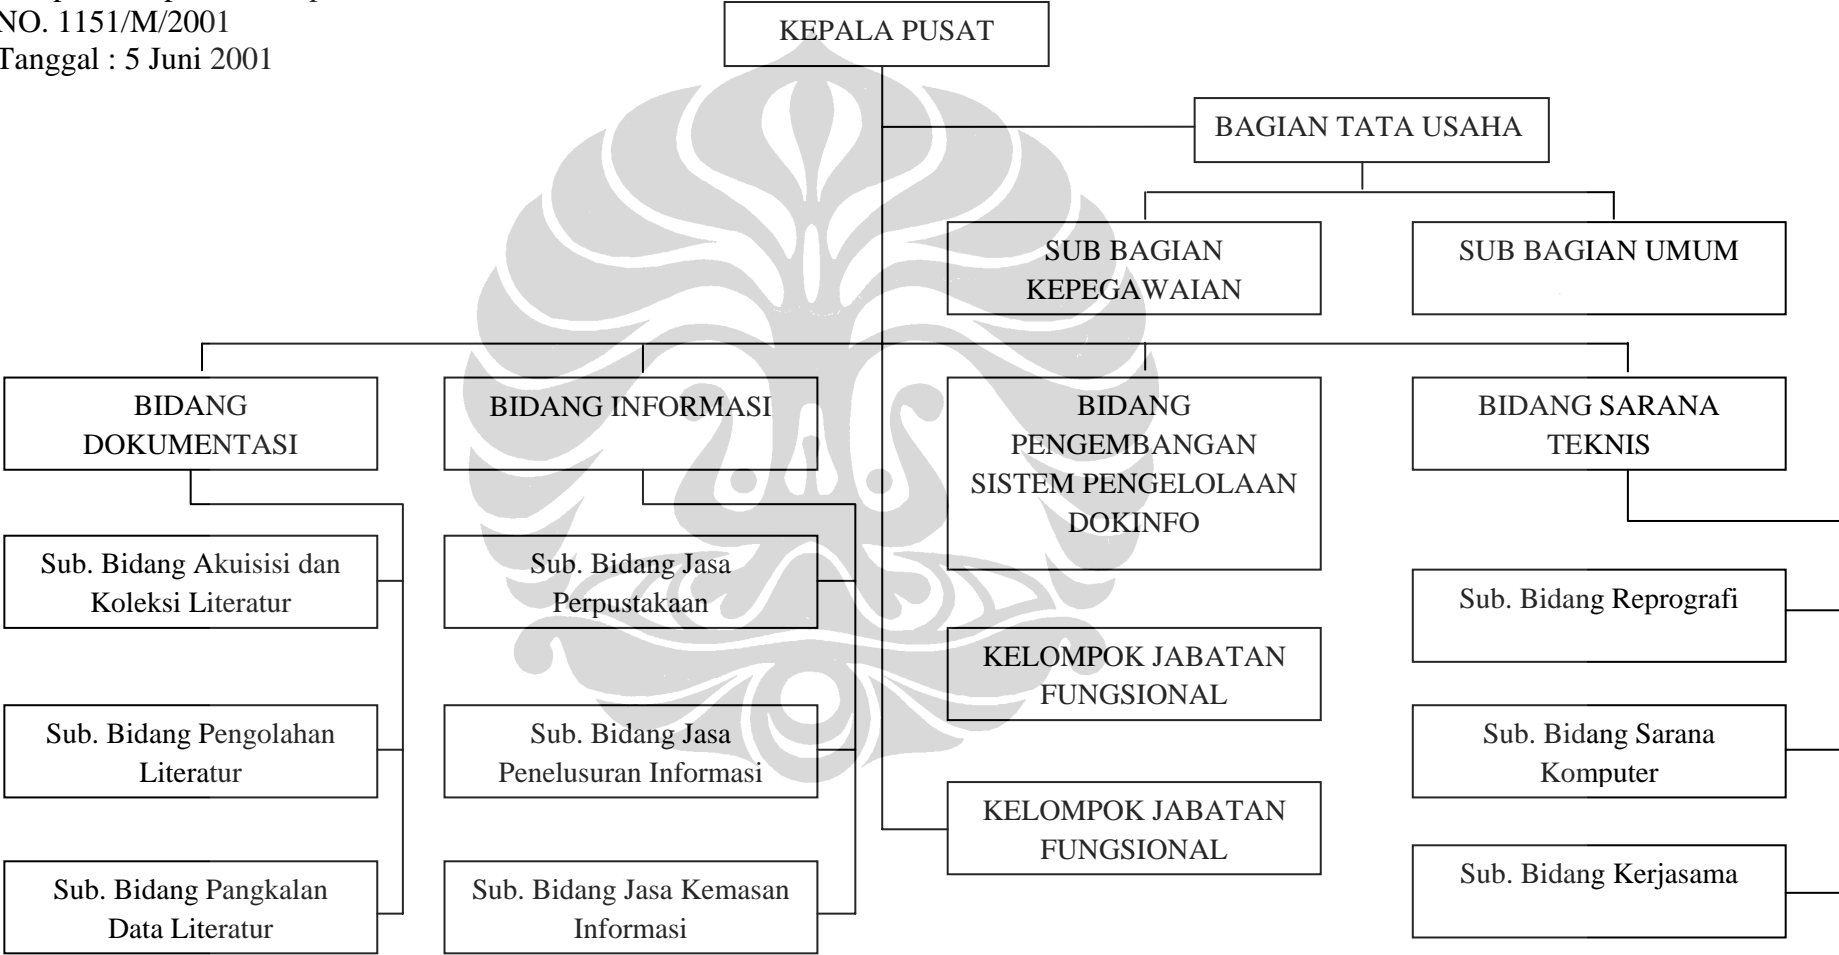 NO. 1151/M/2001
Tanggal : 5 Juni 2001
KEPALA PUSAT
BAGIAN TATA USAHA
SUB BAGIAN
KEPEGAWAIAN
SUB BAGIAN UMUM
BIDANG
DOKUMENTASI
BIDANG INFORMASI
BIDANG
PENGEMBANGAN
SISTEM PENGELOLAAN
DOKINFO
BIDANG SARANA
TEKNIS
Sub. Bidang Akuisisi dan
Koleksi Literatur
Sub. Bidang Jasa
Perpustakaan
Sub. Bidang Reprografi
KELOMPOK JABATAN
FUNGSIONAL
Sub. Bidang Pengolahan
Literatur
Sub. Bidang Jasa
Penelusuran Informasi
Sub. Bidang Sarana
Komputer
KELOMPOK JABATAN
FUNGSIONAL
Sub. Bidang Pangkalan
Data Literatur
Sub. Bidang Jasa Kemasan
Informasi
Sub. Bidang Kerjasama